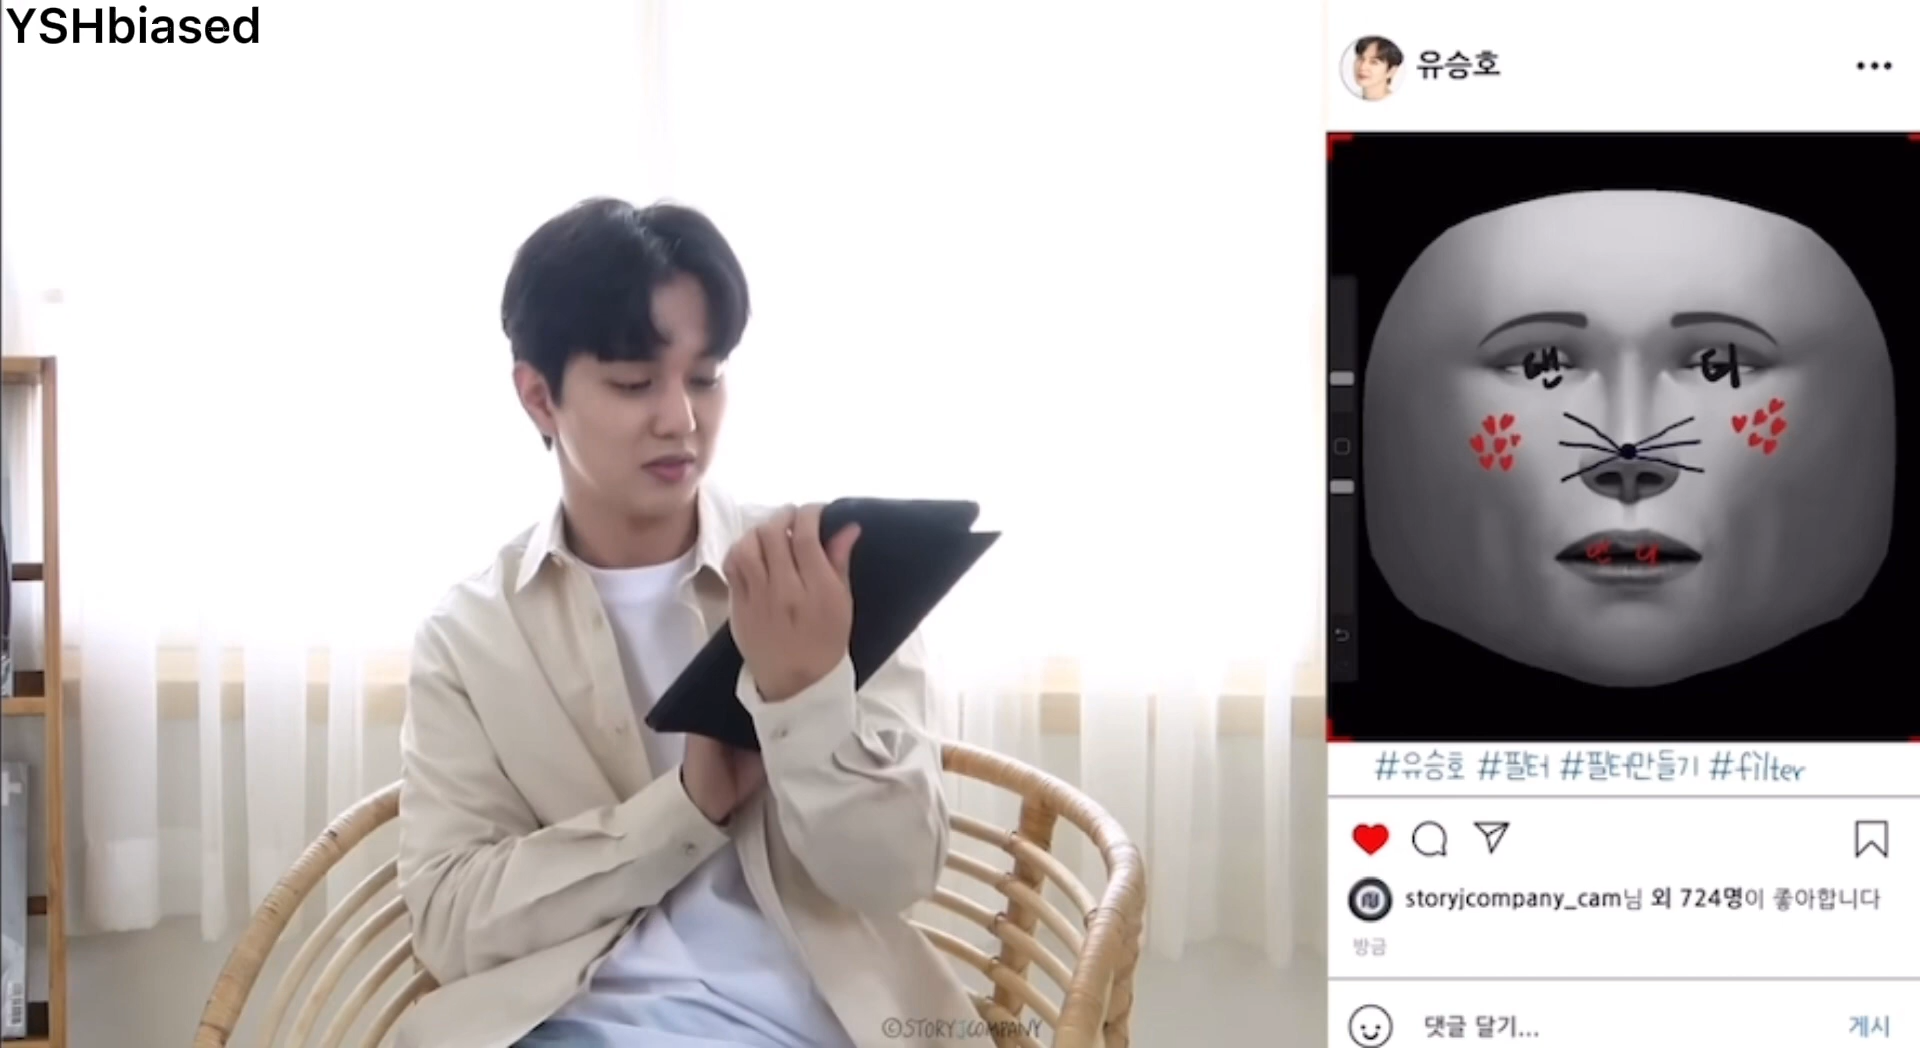 YSHbiased
유승호
맨 터
#유승호 #필터 #필터만들기 #filter
storyjcompany_cam님 외 724명이 좋아합니다
방금
댓글 달기...
게시
©STORYJCOMPANY